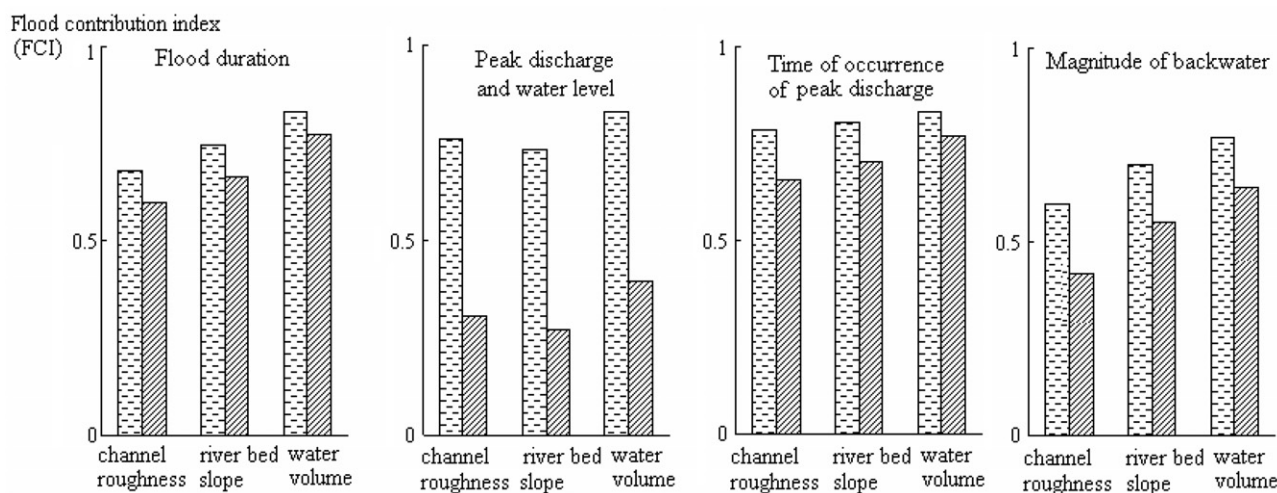 Flood contribution index
(FCI)
1
Flood duration
0.5
0
channel
roughness
river bed
slope
water
volume
1
Peak discharge
and water level
0.5
0
channel
roughness
river bed
slope
water
volume
1
Time of occurrence
of peak discharge
0.5
0
channel
roughness
river bed
slope
water
volume
1
Magnitude of backwater
0.5
0
channel
roughness
river bed
slope
water
volume